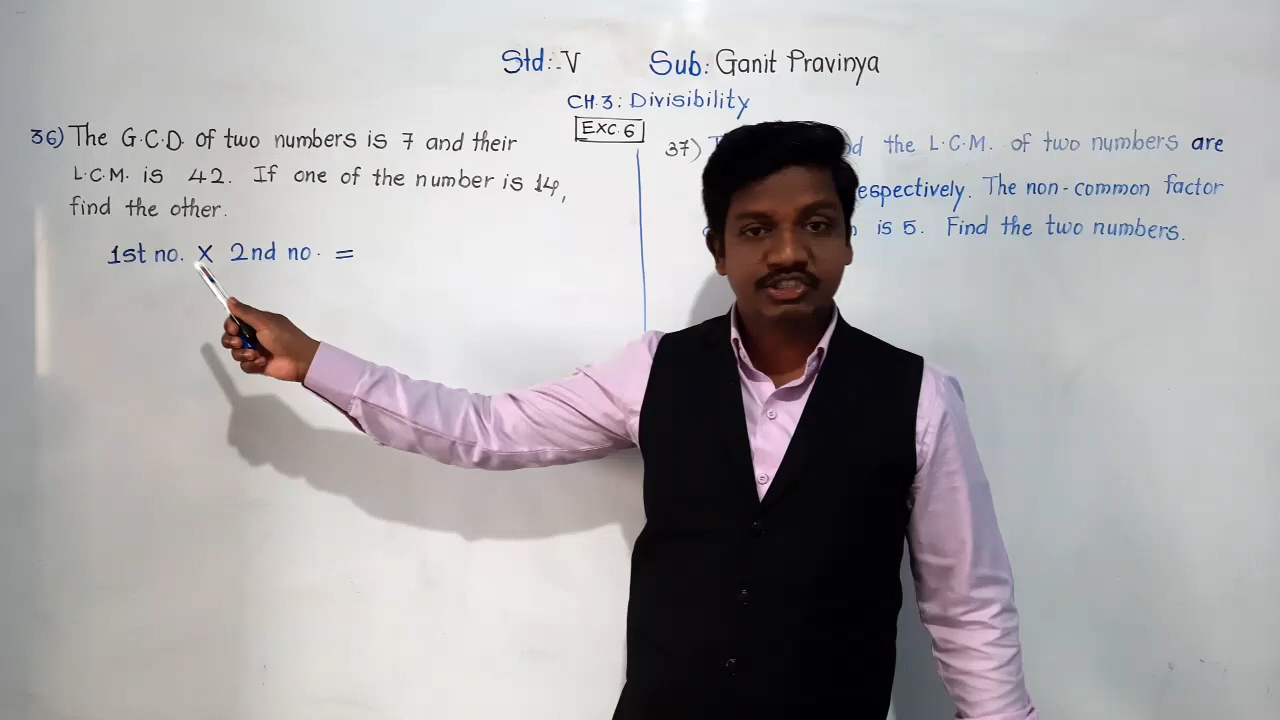 Std:-V Sub: Ganit Pravinya
CH.3: Divisibility
EXC.6
36) The G.C.D. of two numbers is 7 and their
L.C.M. is 42. If one of the number is 14,
find the other.
1st no. x 2nd no. =
37) the L.C.M. of two numbers are
respectively. The non-common factor
is 5. Find the two numbers.